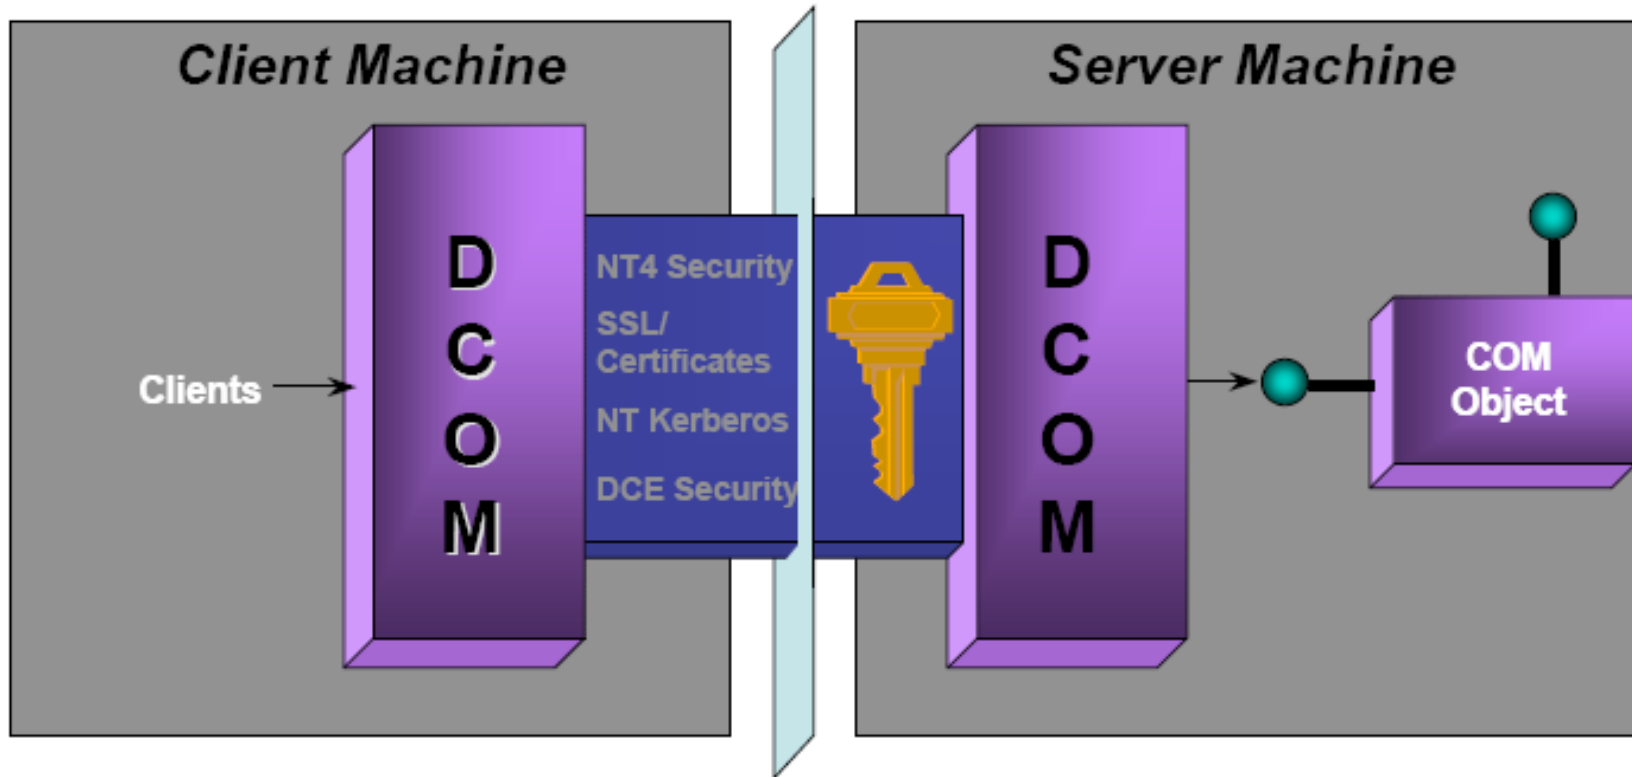 Client Machine
Server Machine
Clients
D
C
O
M
NT4 Security
SSL/
Certificates
NT Kerberos
DCE Security
D
C
O
M
COM
Object